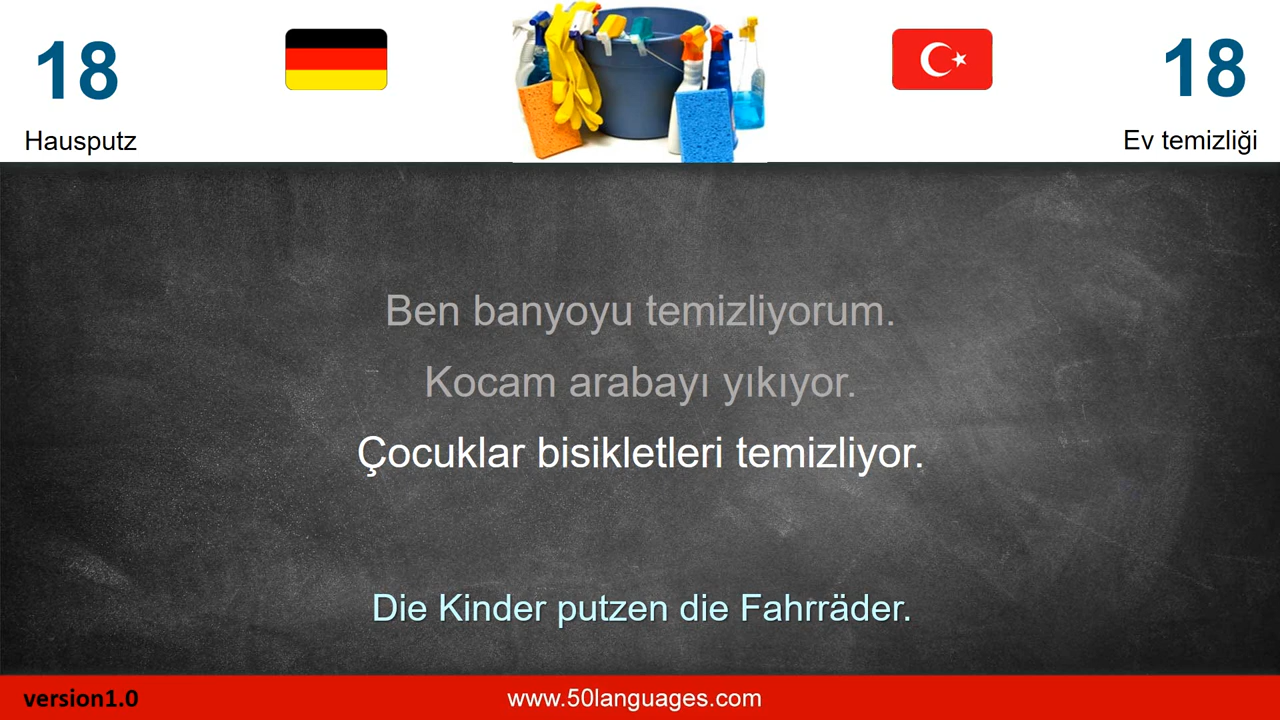 18
18
Hausputz
Ev temizliği
Ben banyoyu temizliyorum.
Kocam arabayı yıkıyor.
Çocuklar bisikletleri temizliyor.
Die Kinder putzen die Fahrräder.
version1.0
www.50languages.com